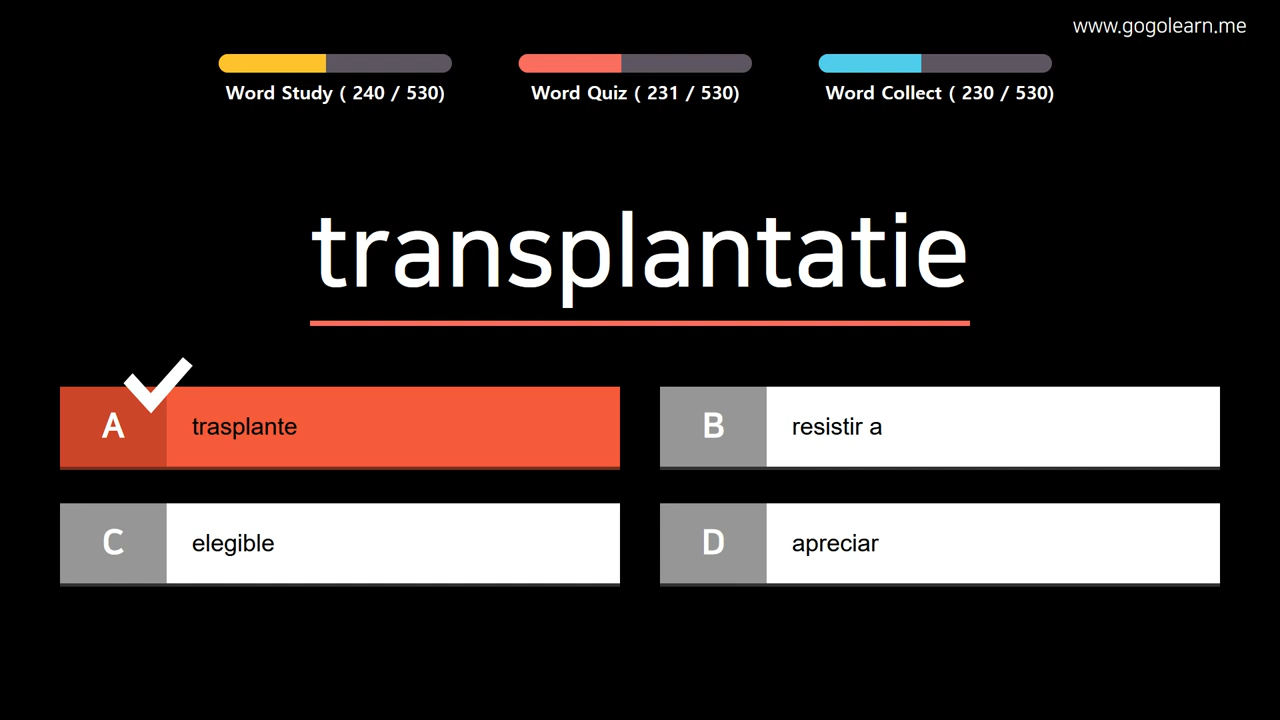 www.gogolearn.me
Word Study ( 240 / 530)
Word Quiz ( 231 / 530)
Word Collect ( 230 / 530)
transplantatie
A trasplante
B resistir a
C elegible
D apreciar